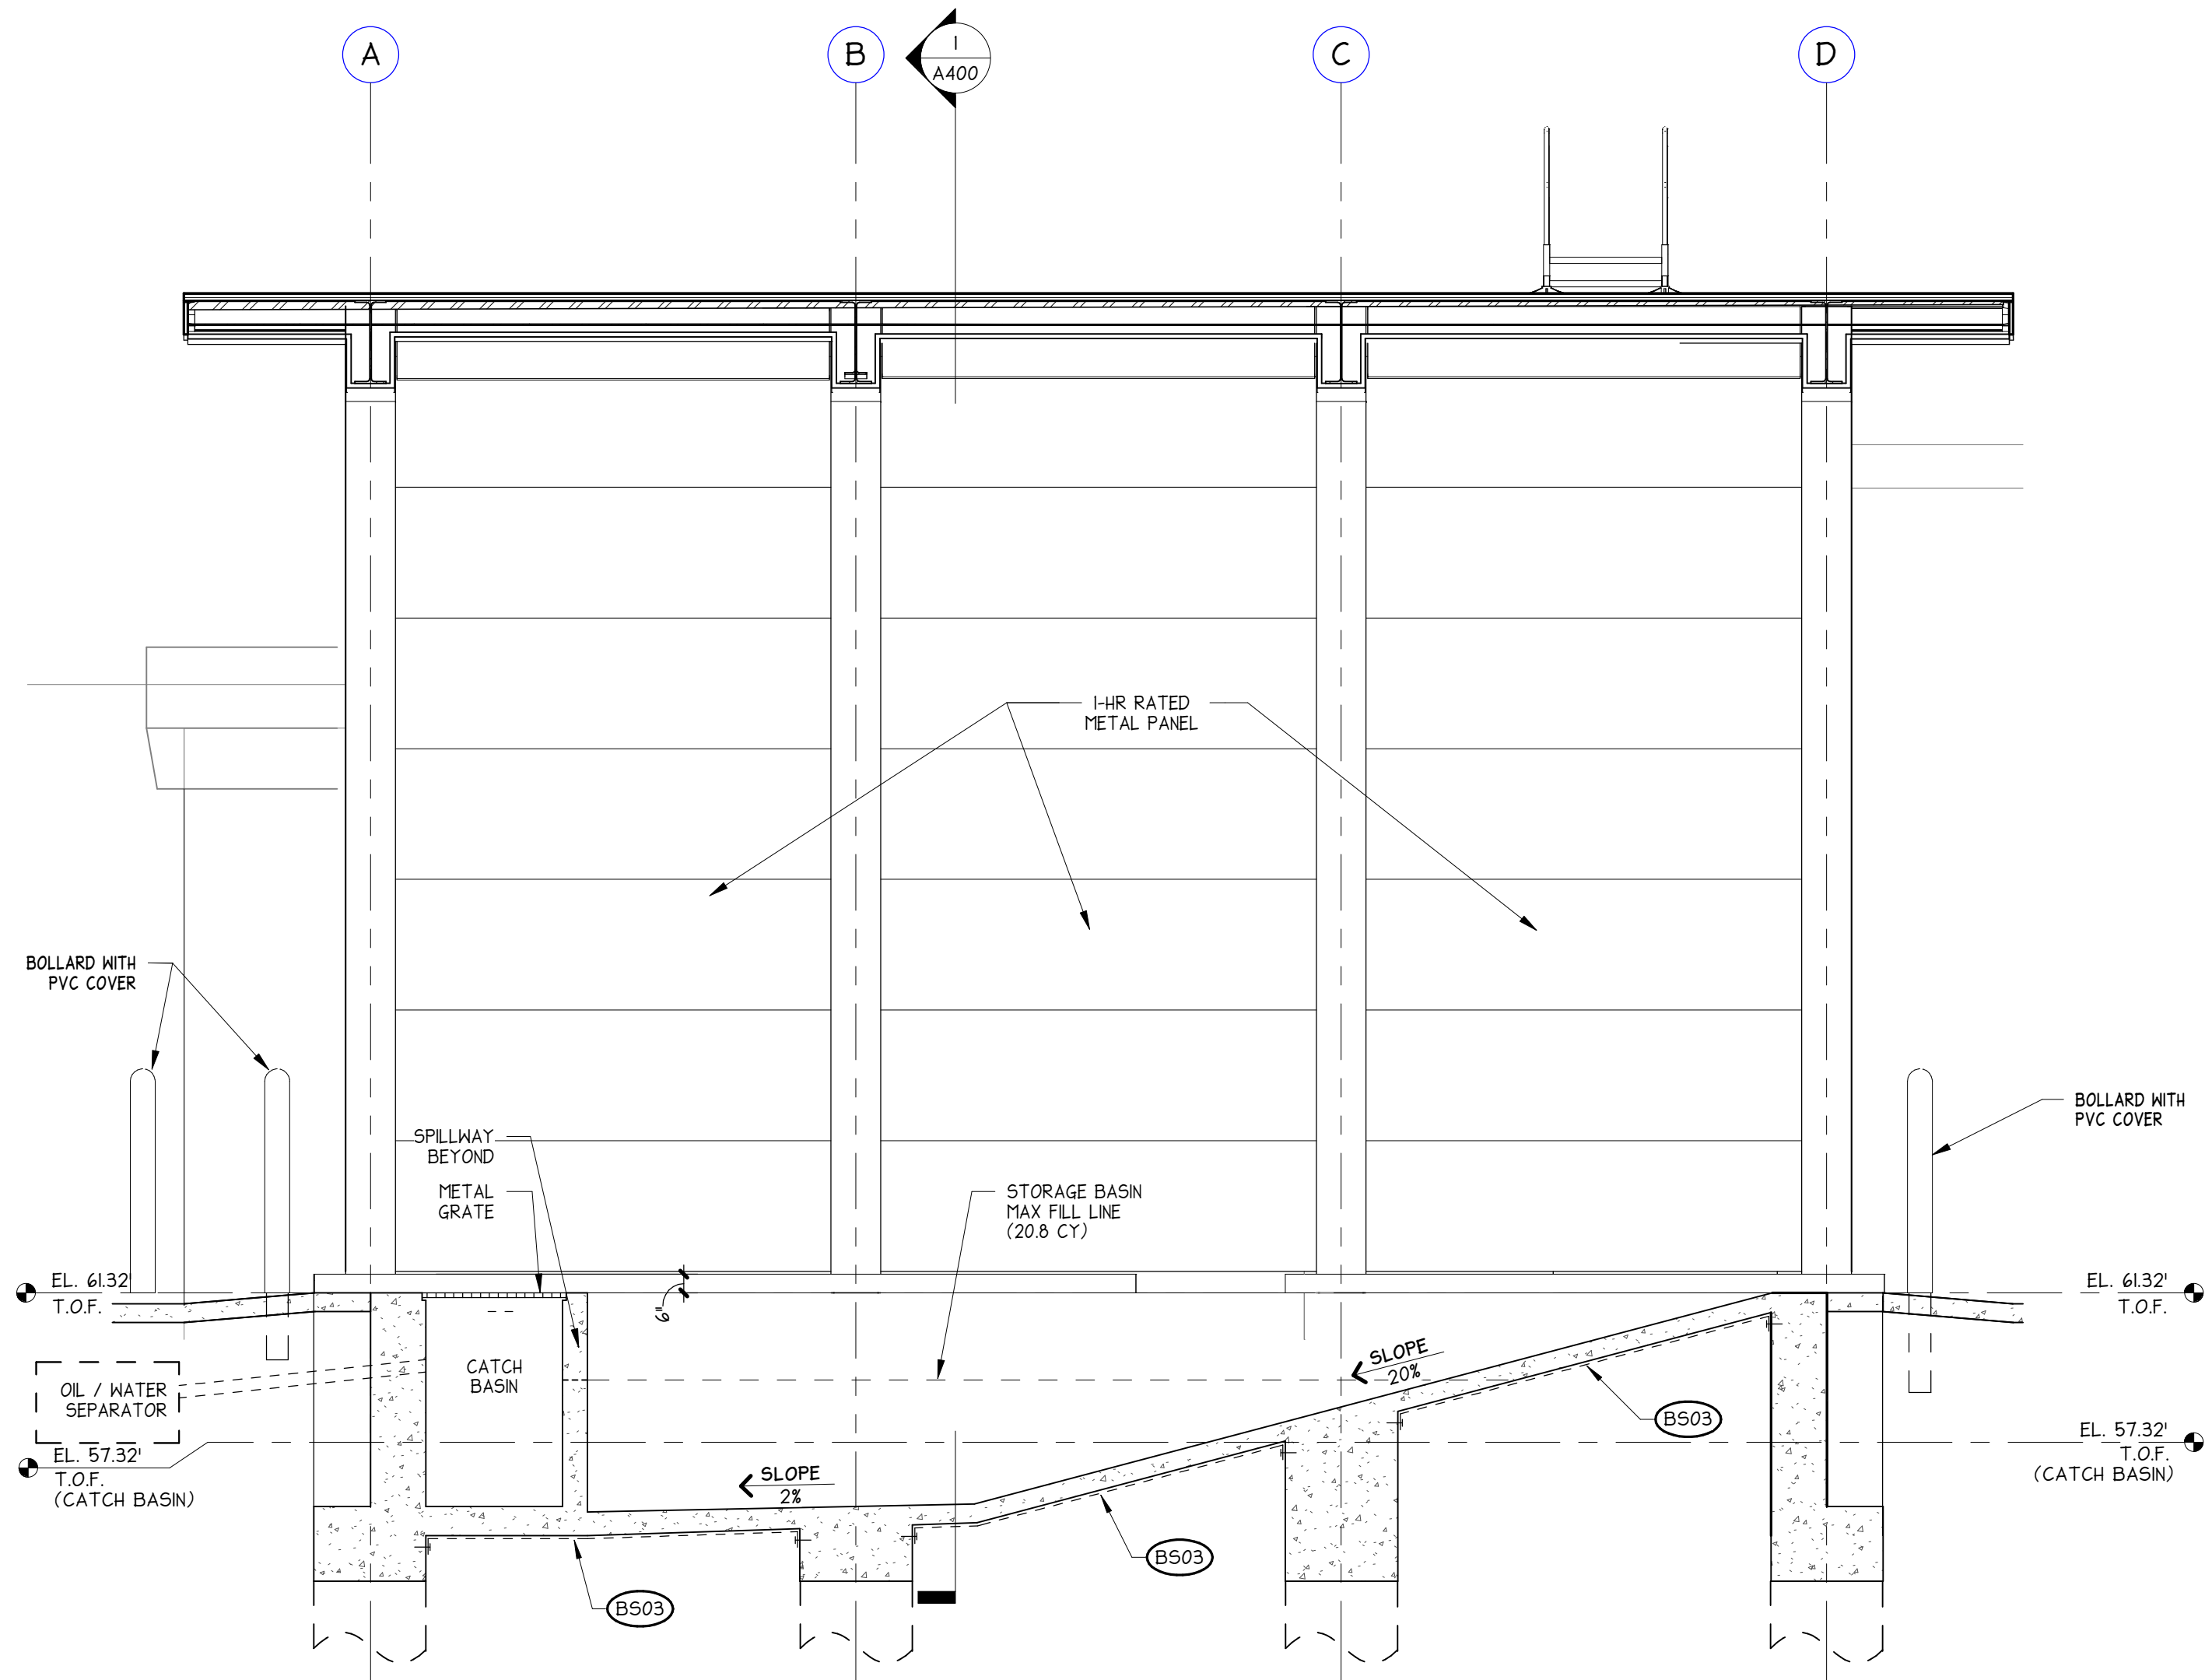 A
B
1
A400
C
D
1-HR RATED
METAL PANEL
BOLLARD WITH
PVC COVER
BOLLARD WITH
PVC COVER
SPILLWAY
BEYOND
METAL
GRATE
STORAGE BASIN
MAX FILL LINE
(20.8 CY)
EL. 61.32'
T.O.F.
6"
EL. 61.32'
T.O.F.
CATCH
BASIN
SLOPE
20%
OIL / WATER
SEPARATOR
BS03
EL. 57.32'
T.O.F.
(CATCH BASIN)
EL. 57.32'
T.O.F.
(CATCH BASIN)
SLOPE
2%
BS03
BS03